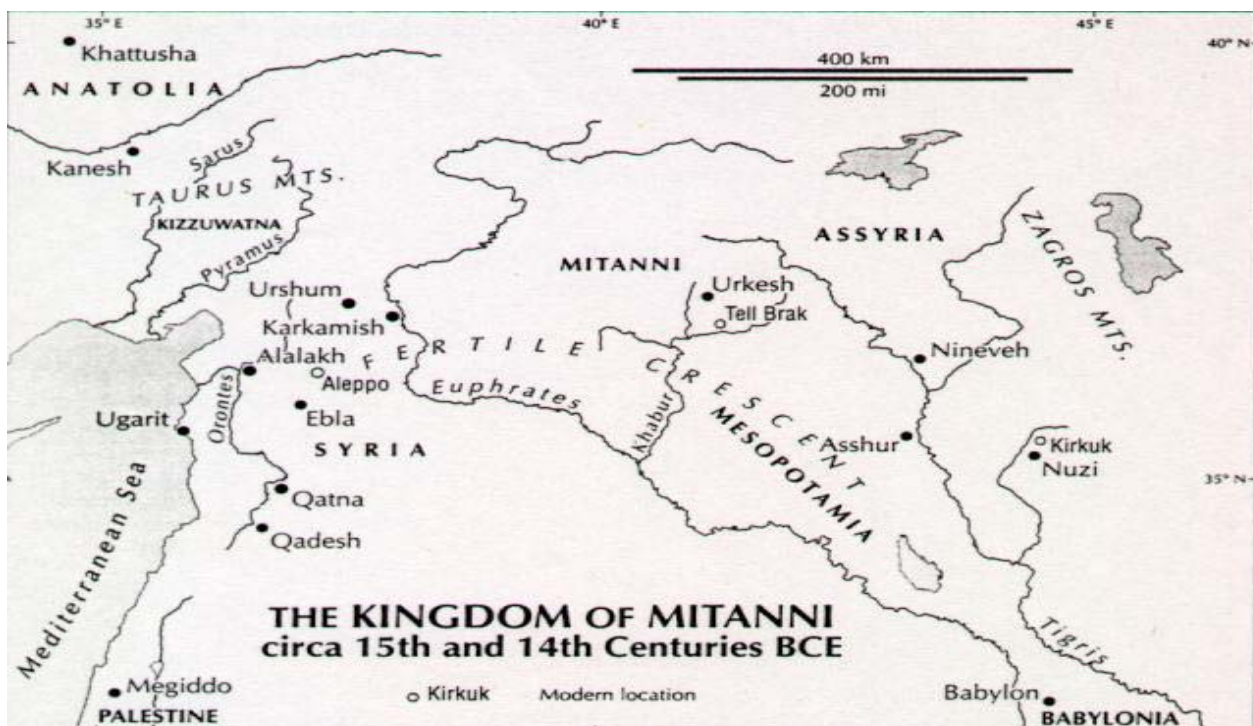 35° E
40° E
45° E
40° N
Khattusha
ANATOLIA
400 km
200 mi
Kanesh
Sarus
TAURUS MTS.
KIZZUWATNA
Pyramus
ASSYRIA
ZAGROS MTS.
MITANNI
Urshum
Urkesh
Karkamish
Tell Brak
Alalakh
FERTILE CRESCENT
Nineveh
Aleppo
Euphrates
Orontes
Ugarit
Ebla
Khabur
MESOPOTAMIA
SYRIA
Asshur
Kirkuk
Nuzi
35° N
Mediterranean Sea
Qatna
Qadesh
THE KINGDOM OF MITANNI
circa 15th and 14th Centuries BCE
Tigris
Megiddo
Kirkuk Modern location
Babylon
PALESTINE
BABYLONIA